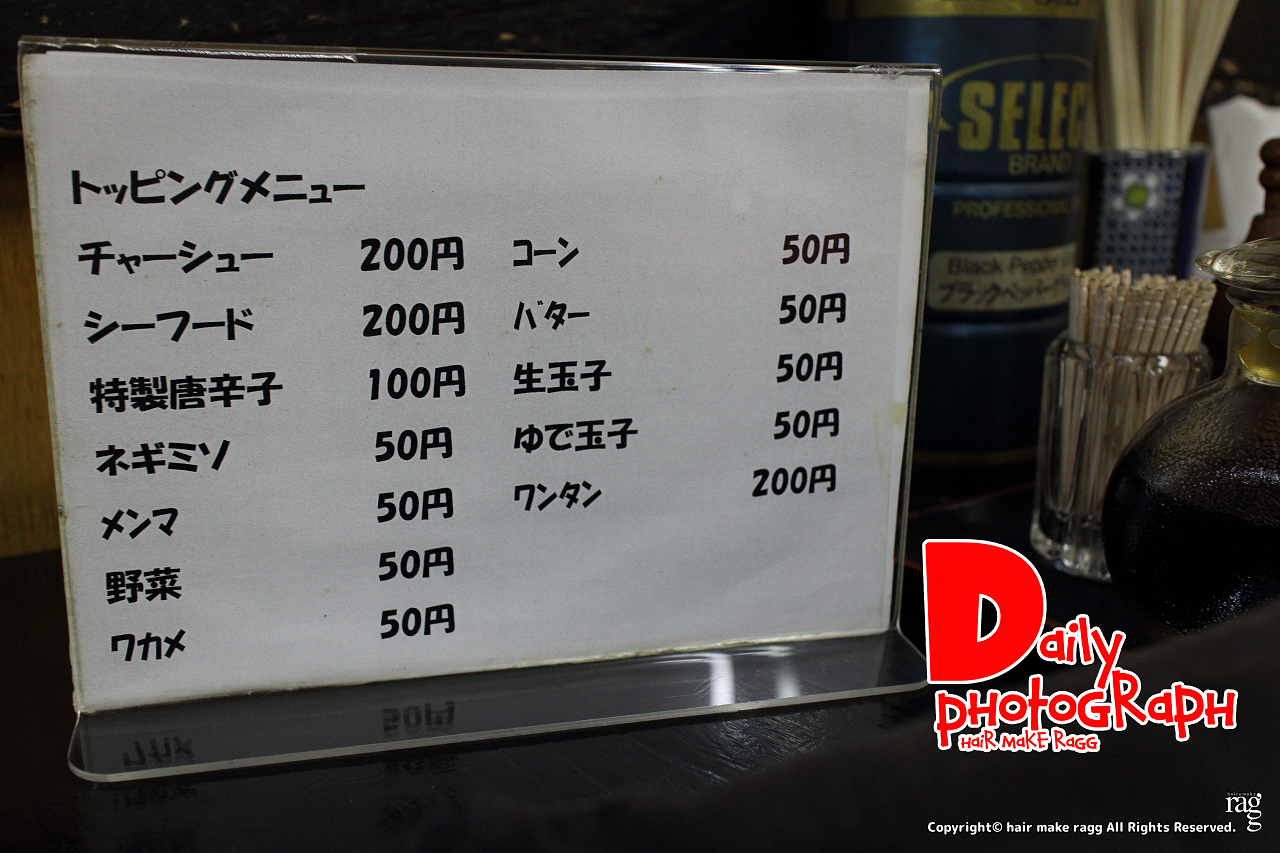 トッピングメニュー
チャーシュー 200円
シーフード 200円
特製唐辛子 100円
ネギミソ 50円
メンマ 50円
野菜 50円
ワカメ 50円
コーン 50円
バター 50円
生玉子 50円
ゆで玉子 50円
ワンタン 200円
SELEC
BRAND
PROFESSIONAL
Black Pepper
ブラックペッパー
Daily
PHOTOGRAPH
HAIR MAKE RAGG
hair make
ragg
Copyright© hair make ragg All Rights Reserved.